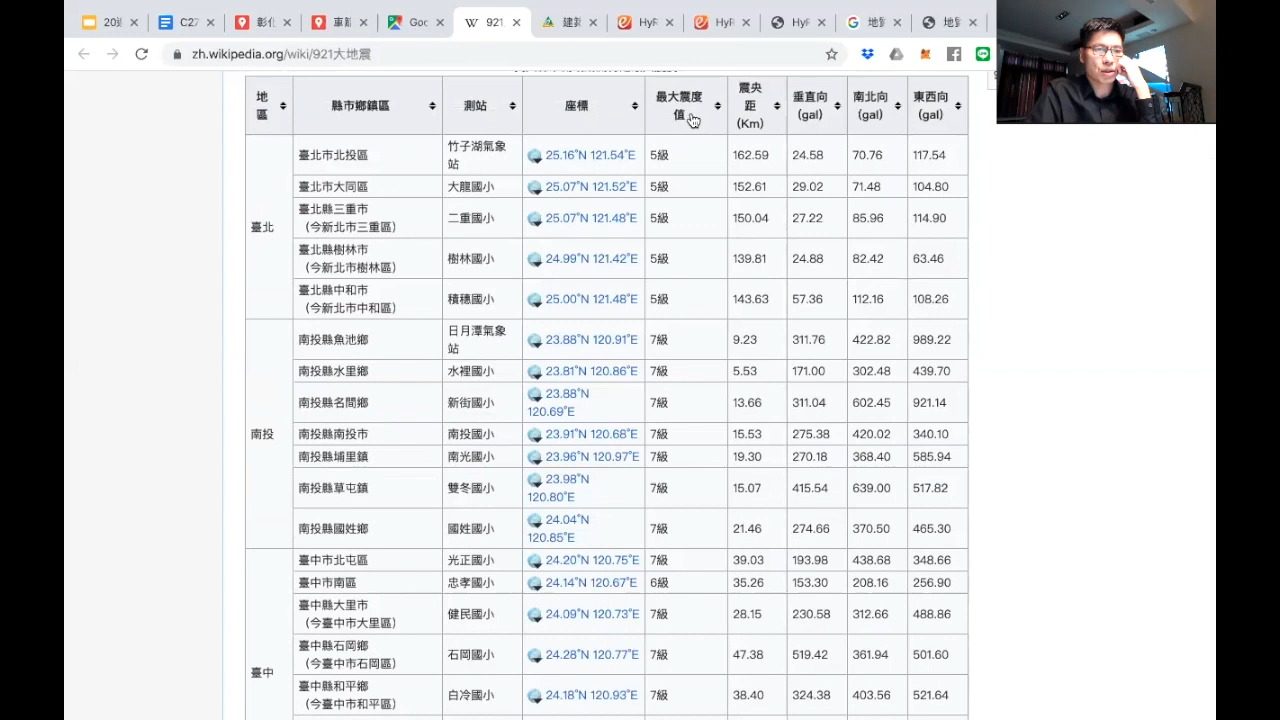 20週
C27
彰化
東區
Goo
921
建築
HyR
HyR
HyR
地震
地震
zh.wikipedia.org/wiki/921大地震
地區 縣市鄉鎮區 測站 座標 最大震度值 震央距(Km) 垂直向(gal) 南北向(gal) 東西向(gal)
臺北
臺北市北投區 竹子湖氣象站 25.16°N 121.54°E 5級 162.59 24.58 70.76 117.54
臺北市大同區 大龍國小 25.07°N 121.52°E 5級 152.61 29.02 71.48 104.80
臺北縣三重市(今新北市三重區) 二重國小 25.07°N 121.48°E 5級 150.04 27.22 85.96 114.90
臺北縣樹林市(今新北市樹林區) 樹林國小 24.99°N 121.42°E 5級 139.81 24.88 82.42 63.46
臺北縣中和市(今新北市中和區) 積穗國小 25.00°N 121.48°E 5級 143.63 57.36 112.16 108.26
南投
南投縣魚池鄉 日月潭氣象站 23.88°N 120.91°E 7級 9.23 311.76 422.82 989.22
南投縣水里鄉 水裡國小 23.81°N 120.86°E 7級 5.53 171.00 302.48 439.70
南投縣名間鄉 新街國小 23.88°N 120.69°E 7級 13.66 311.04 602.45 921.14
南投縣南投市 南投國小 23.91°N 120.68°E 7級 15.53 275.38 420.02 340.10
南投縣埔里鎮 南光國小 23.96°N 120.97°E 7級 19.30 270.18 368.40 585.94
南投縣草屯鎮 雙冬國小 23.98°N 120.80°E 7級 15.07 415.54 639.00 517.82
南投縣國姓鄉 國姓國小 24.04°N 120.85°E 7級 21.46 274.66 370.50 465.30
臺中
臺中市北屯區 光正國小 24.20°N 120.75°E 7級 39.03 193.98 438.68 348.66
臺中市南區 忠孝國小 24.14°N 120.67°E 6級 35.26 153.30 208.16 256.90
臺中縣大里市(今臺中市大里區) 健民國小 24.09°N 120.73°E 7級 28.15 230.58 312.66 488.86
臺中縣石岡鄉(今臺中市石岡區) 石岡國小 24.28°N 120.77°E 7級 47.38 519.42 361.94 501.60
臺中縣和平鄉(今臺中市和平區) 白冷國小 24.18°N 120.93°E 7級 38.40 324.38 403.56 521.64